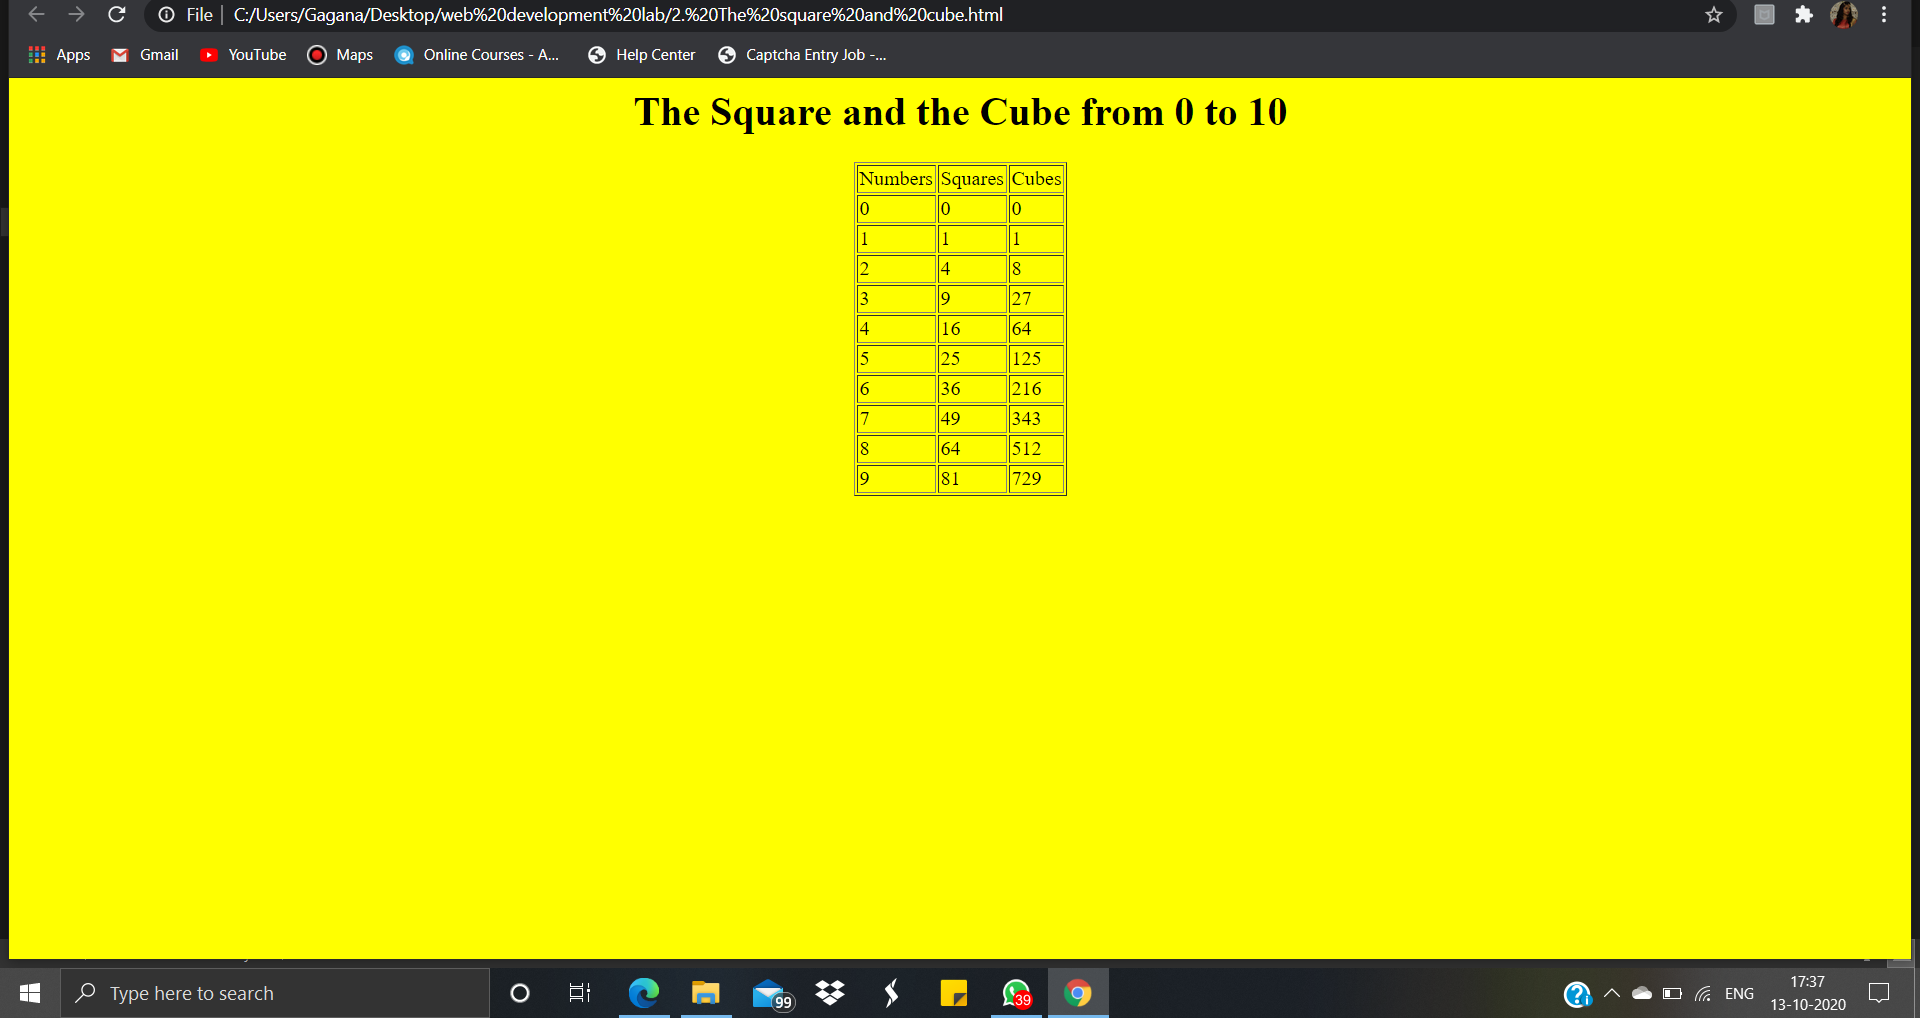 File C:/Users/Gagana/Desktop/web%20development%20lab/2.%20The%20square%20and%20cube.html
Apps Gmail YouTube Maps Online Courses - A... Help Center Captcha Entry Job -...
The Square and the Cube from 0 to 10
Numbers Squares Cubes
0 0 0
1 1 1
2 4 8
3 9 27
4 16 64
5 25 125
6 36 216
7 49 343
8 64 512
9 81 729
Type here to search 99 39 ENG 17:37
13-10-2020